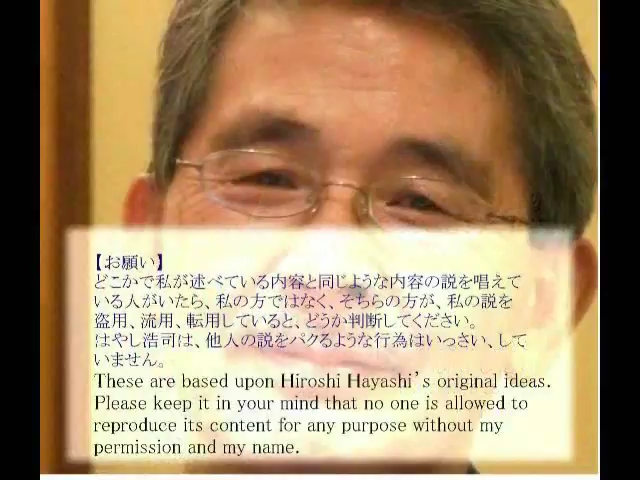 【お願い】
どこかで私が述べている内容と同じような内容の説を唱えて
いる人がいたら、私の方ではなく、そちらの方が、私の説を
盗用、流用、転用していると、どうか判断してください。
はやし浩司は、他人の説をパクるような行為はいっさい、して
いません。
These are based upon Hiroshi Hayashi's original ideas.
Please keep it in your mind that no one is allowed to
reproduce its content for any purpose without my
permission and my name.